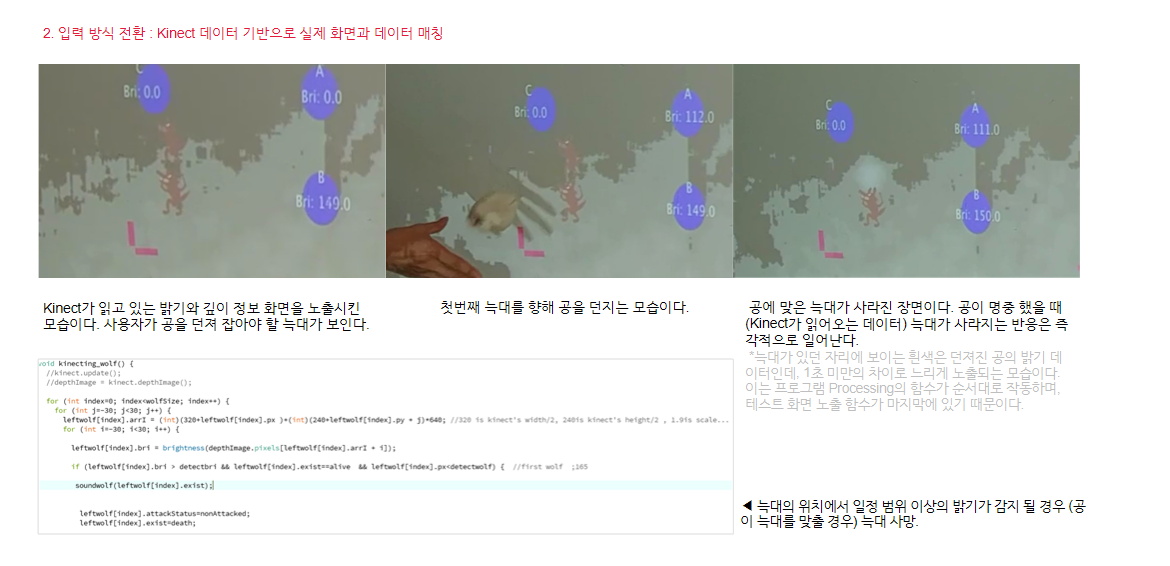 2. 입력 방식 전환 : Kinect 데이터 기반으로 실제 화면과 데이터 매칭
C
Bri: 0.0
A
Bri: 0.0
B
Bri: 149.0
C
Bri: 0.0
A
Bri: 112.0
B
Bri: 149.0
C
Bri: 0.0
A
Bri: 111.0
B
Bri: 150.0
Kinect가 읽고 있는 밝기와 깊이 정보 화면을 노출시킨
모습이다. 사용자가 공을 던져 잡아야 할 늑대가 보인다.
첫번째 늑대를 향해 공을 던지는 모습이다.
공에 맞은 늑대가 사라진 장면이다. 공이 명중 했을 때
(Kinect가 읽어오는 데이터) 늑대가 사라지는 반응은 즉
각적으로 일어난다.
*늑대가 있던 자리에 보이는 흰색은 던져진 공의 밝기 데
이터인데, 1초 미만의 차이로 느리게 노출되는 모습이다.
이는 프로그램 Processing의 함수가 순서대로 작동하며,
테스트 화면 노출 함수가 마지막에 있기 때문이다.
void kinecting_wolf() {
//kinect.update();
//depthImage = kinect.depthImage();
for (int index=0; index<wolfSize; index++) {
for (int j=-30; j<30; j++) {
leftwolf[index].arrI = (int)(320+leftwolf[index].px )+(int)(240+leftwolf[index].py + j)*640; //320 is kinect's width/2, 240is kinect's height/2 , 1.9is scale...
for (int i=-30; i<30; i++) {
leftwolf[index].bri = brightness(depthImage.pixels[leftwolf[index].arrI + i]);
if (leftwolf[index].bri > detectbri && leftwolf[index].exist==alive && leftwolf[index].px<detectwolf) { //first wolf ;165
soundwolf(leftwolf[index].exist);
leftwolf[index].attackStatus=nonAttacked;
leftwolf[index].exist=death;
◀ 늑대의 위치에서 일정 범위 이상의 밝기가 감지 될 경우 (공
이 늑대를 맞출 경우) 늑대 사망.